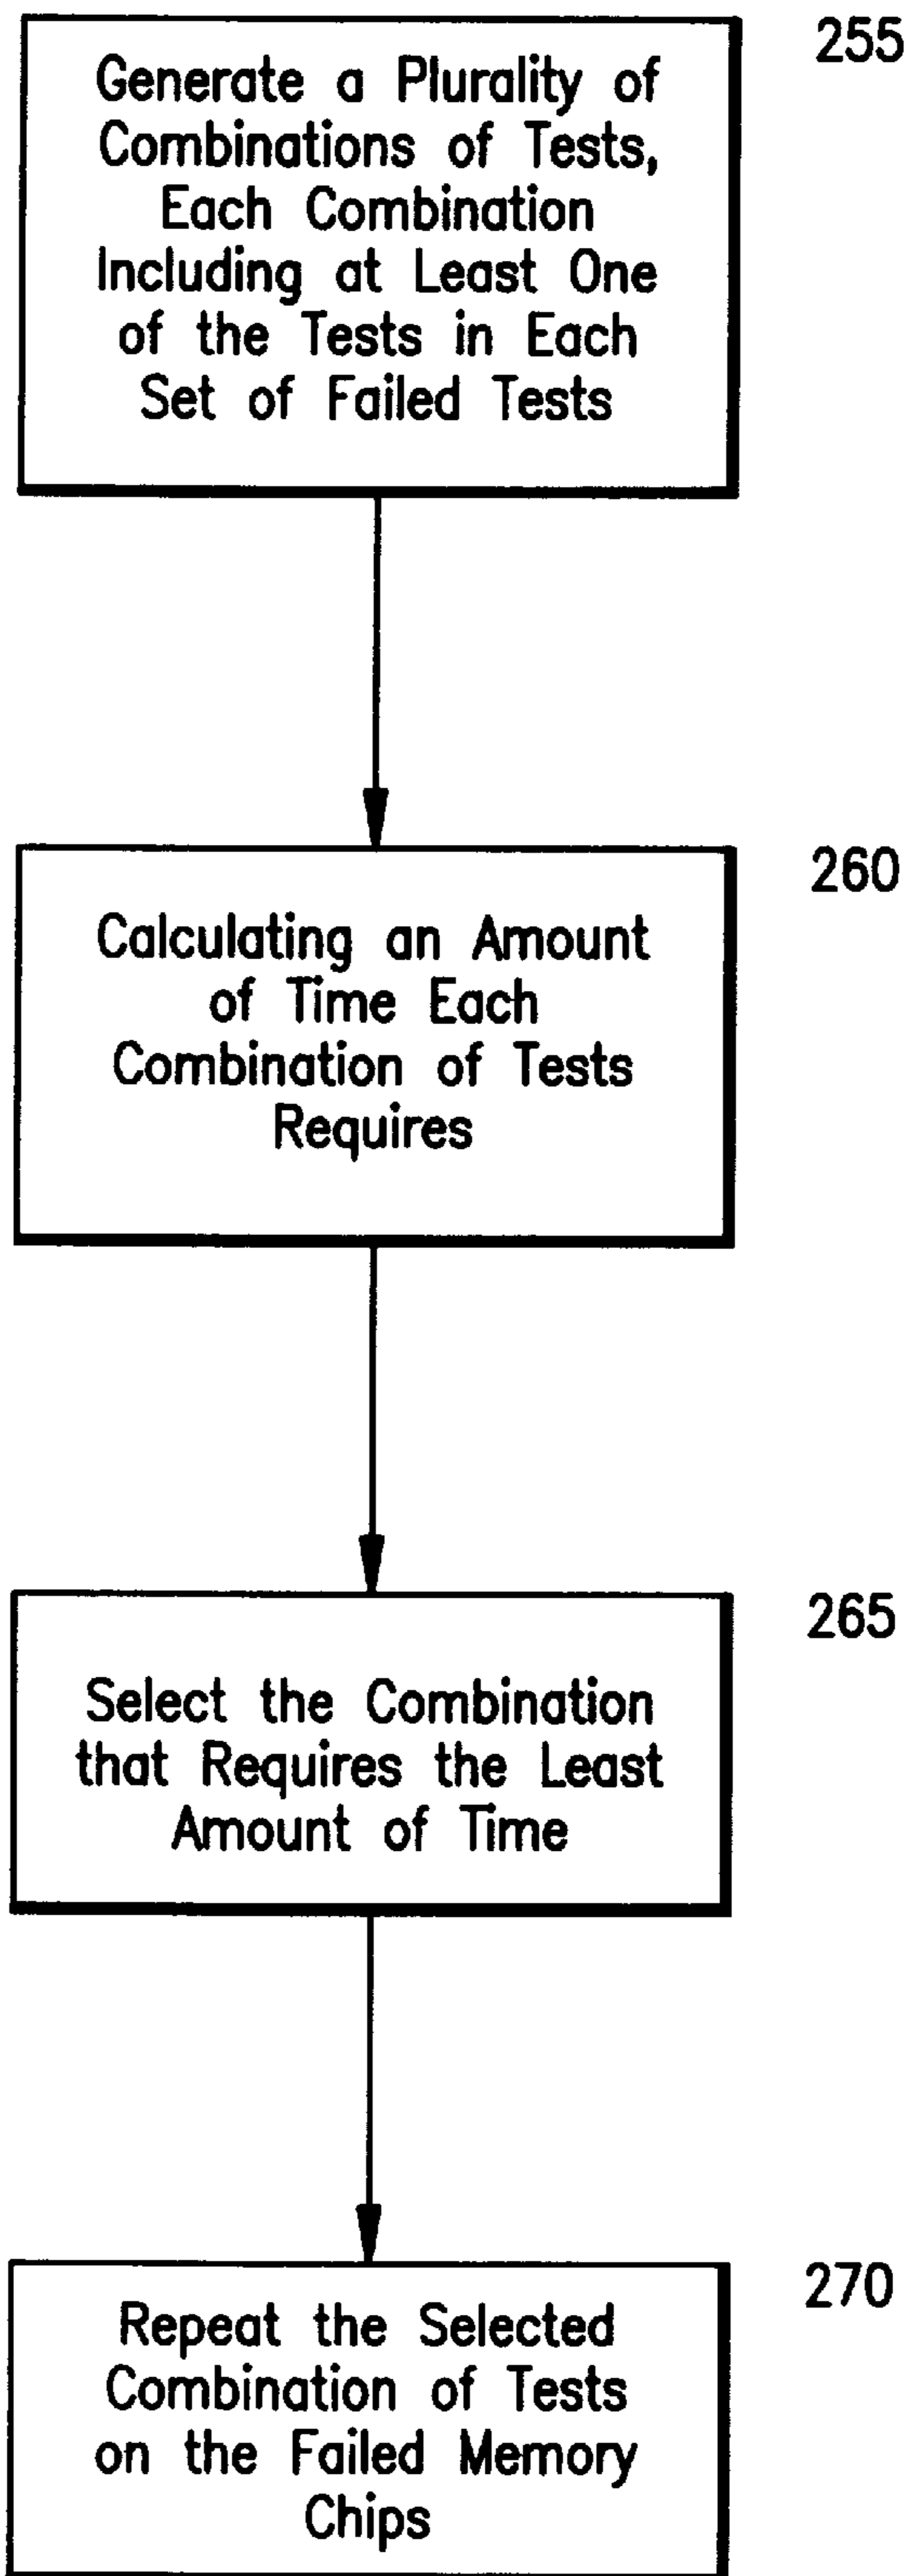 255
Generate a Plurality of
Combinations of Tests,
Each Combination
Including at Least One
of the Tests in Each
Set of Failed Tests
260
Calculating an Amount
of Time Each
Combination of Tests
Requires
265
Select the Combination
that Requires the Least
Amount of Time
270
Repeat the Selected
Combination of Tests
on the Failed Memory
Chips